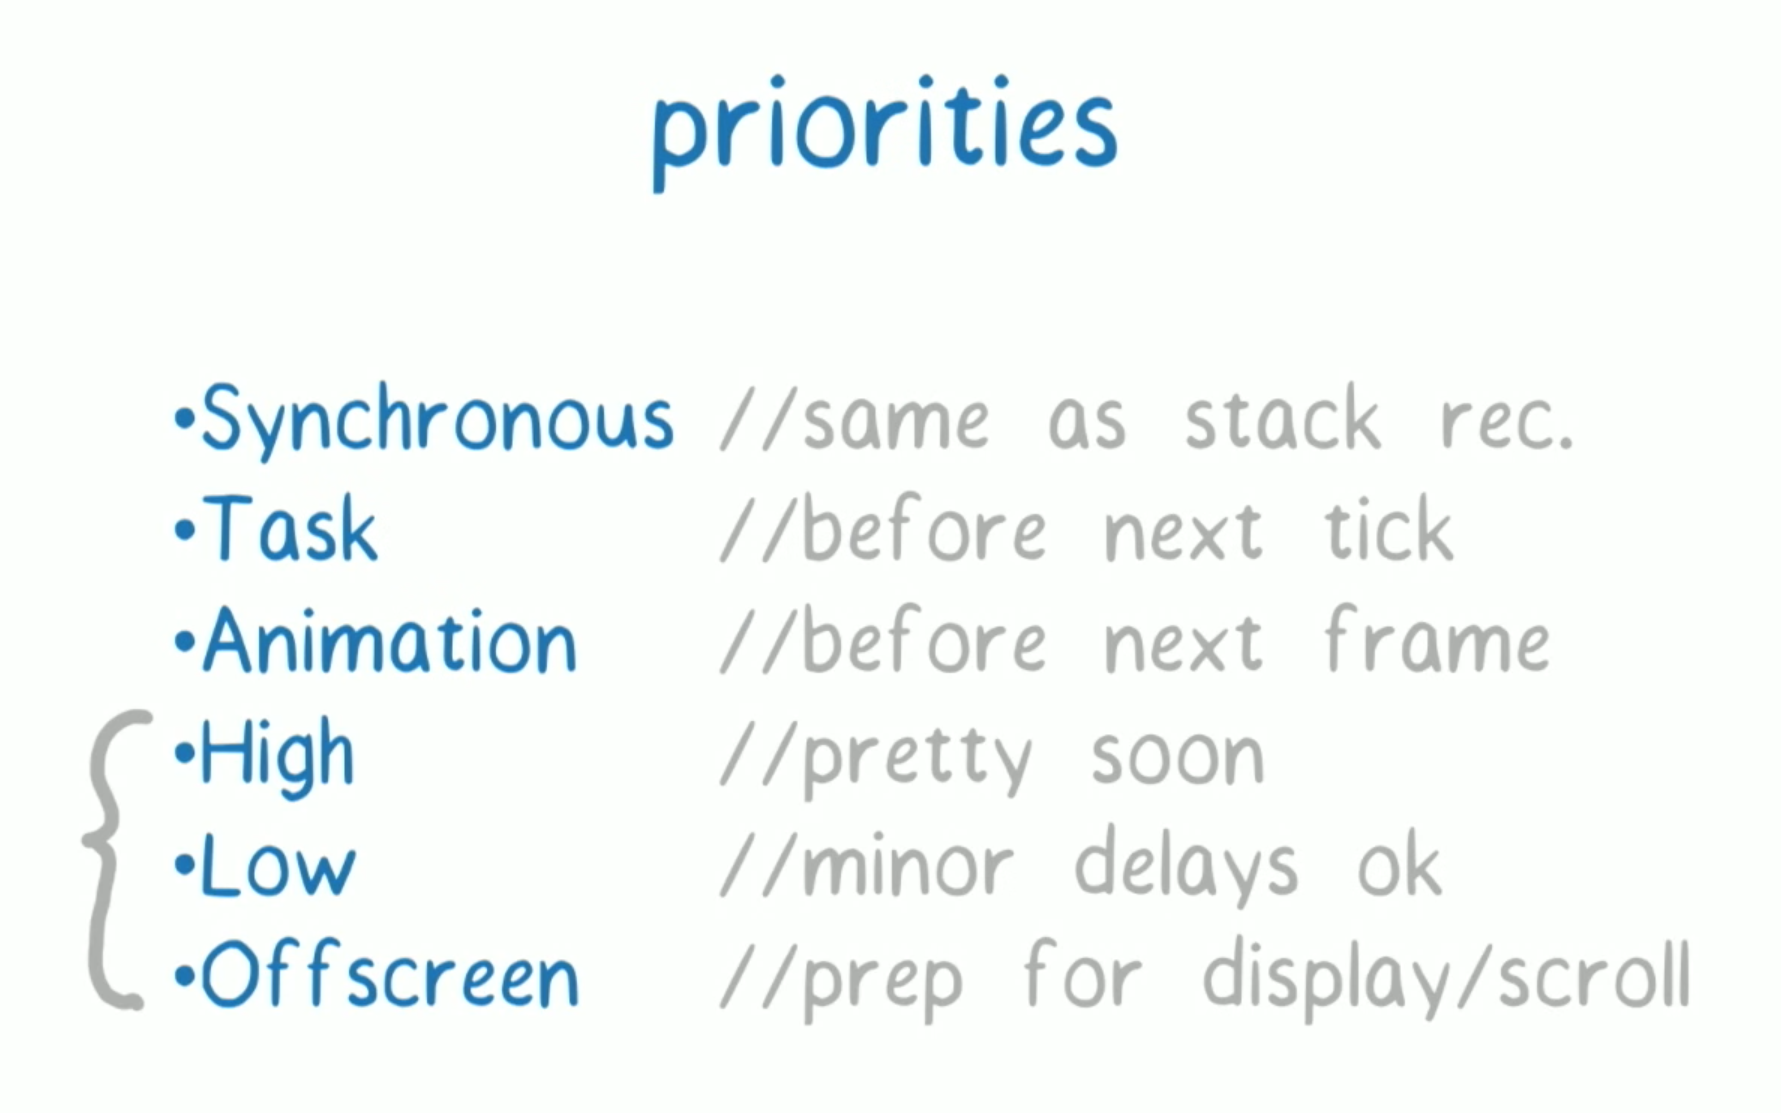 priorities
•Synchronous //same as stack rec.
•Task //before next tick
•Animation //before next frame
•High //pretty soon
•Low //minor delays ok
•Offscreen //prep for display/scroll